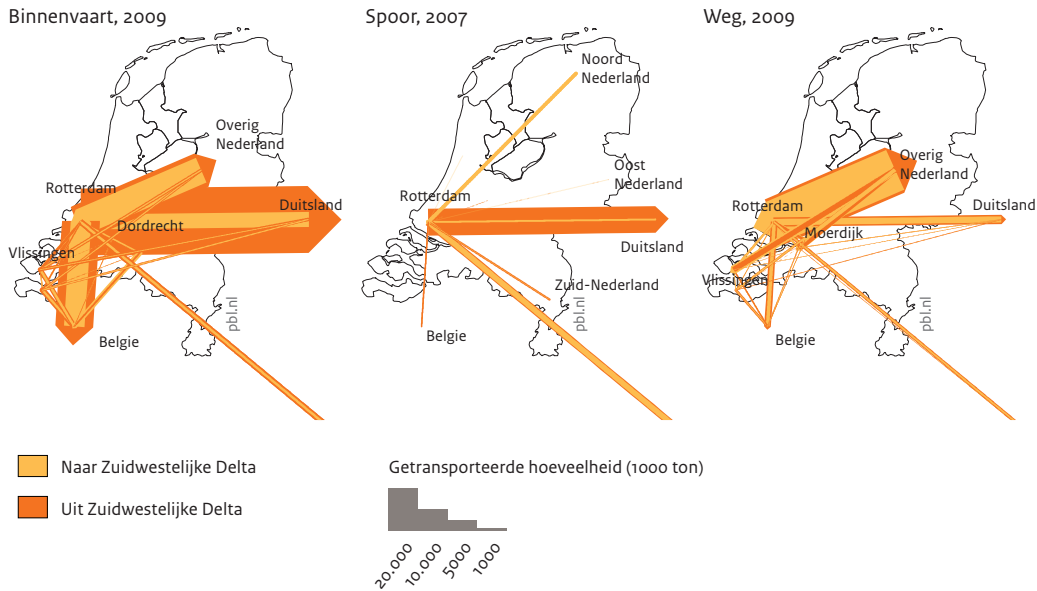 Binnenvaart, 2009
Overig
Nederland
Rotterdam
Duitsland
Dordrecht
Vlissingen
pbl.nl
Belgie
Spoor, 2007
Noord
Nederland
Oost
Nederland
Rotterdam
Duitsland
Zuid-Nederland
pbl.nl
Belgie
Weg, 2009
Overig
Nederland
Rotterdam
Duitsland
Moerdijk
Vlissingen
pbl.nl
Belgie
Naar Zuidwestelijke Delta
Uit Zuidwestelijke Delta
Getransporteerde hoeveelheid (1000 ton)
20.000
10.000
5000
1000